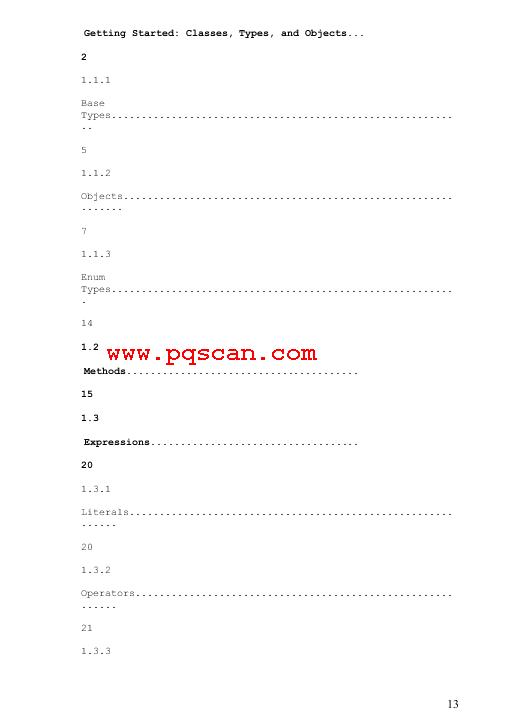 Getting Started: Classes, Types, and Objects...
2
1.1.1
Base
Types.........................................................
..
5
1.1.2
Objects.......................................................
.......
7
1.1.3
Enum
Types.........................................................
.
14
1.2
www.pqscan.com
Methods......................................
15
1.3
Expressions..................................
20
1.3.1
Literals......................................................
......
20
1.3.2
Operators.....................................................
......
21
1.3.3
13